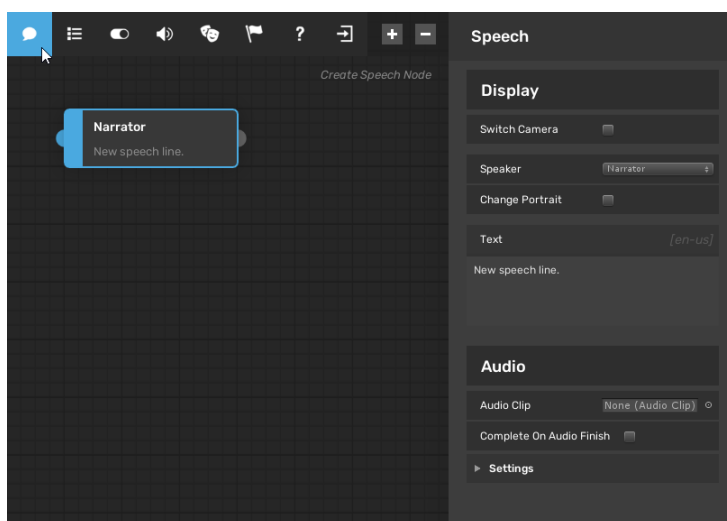 Speech
Create Speech Node
Narrator
New speech line.
Display
Switch Camera
Speaker Narrator
Change Portrait
Text [en-us]
New speech line.
Audio
Audio Clip None (Audio Clip)
Complete On Audio Finish
Settings